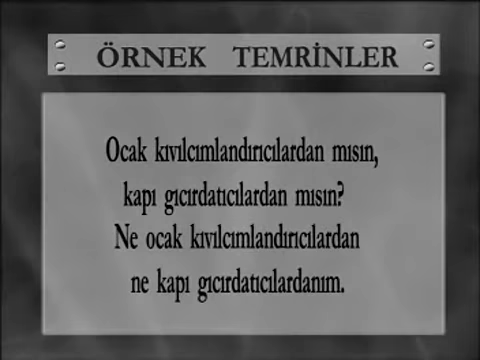 ÖRNEK TEMRİNLER
Ocak kıvılcımlandırıcılardan mısın,
kapı gıcırdatıcılardan mısın?
Ne ocak kıvılcımlandırıcılardan
ne kapı gıcırdatıcılardanım.